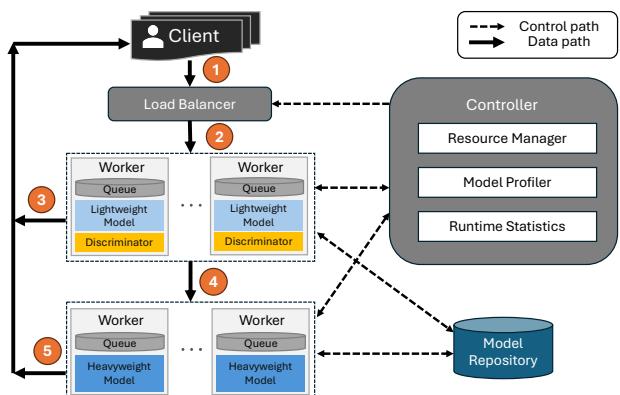 Client
Control path
Data path
1
Load Balancer
Controller
2
Resource Manager
Worker
Worker
Queue
Queue
Model Profiler
3
Lightweight
Model
Lightweight
Model
...
Runtime Statistics
Discriminator
Discriminator
4
Worker
Worker
Queue
Queue
Model
Repository
5
...
Heavyweight
Model
Heavyweight
Model